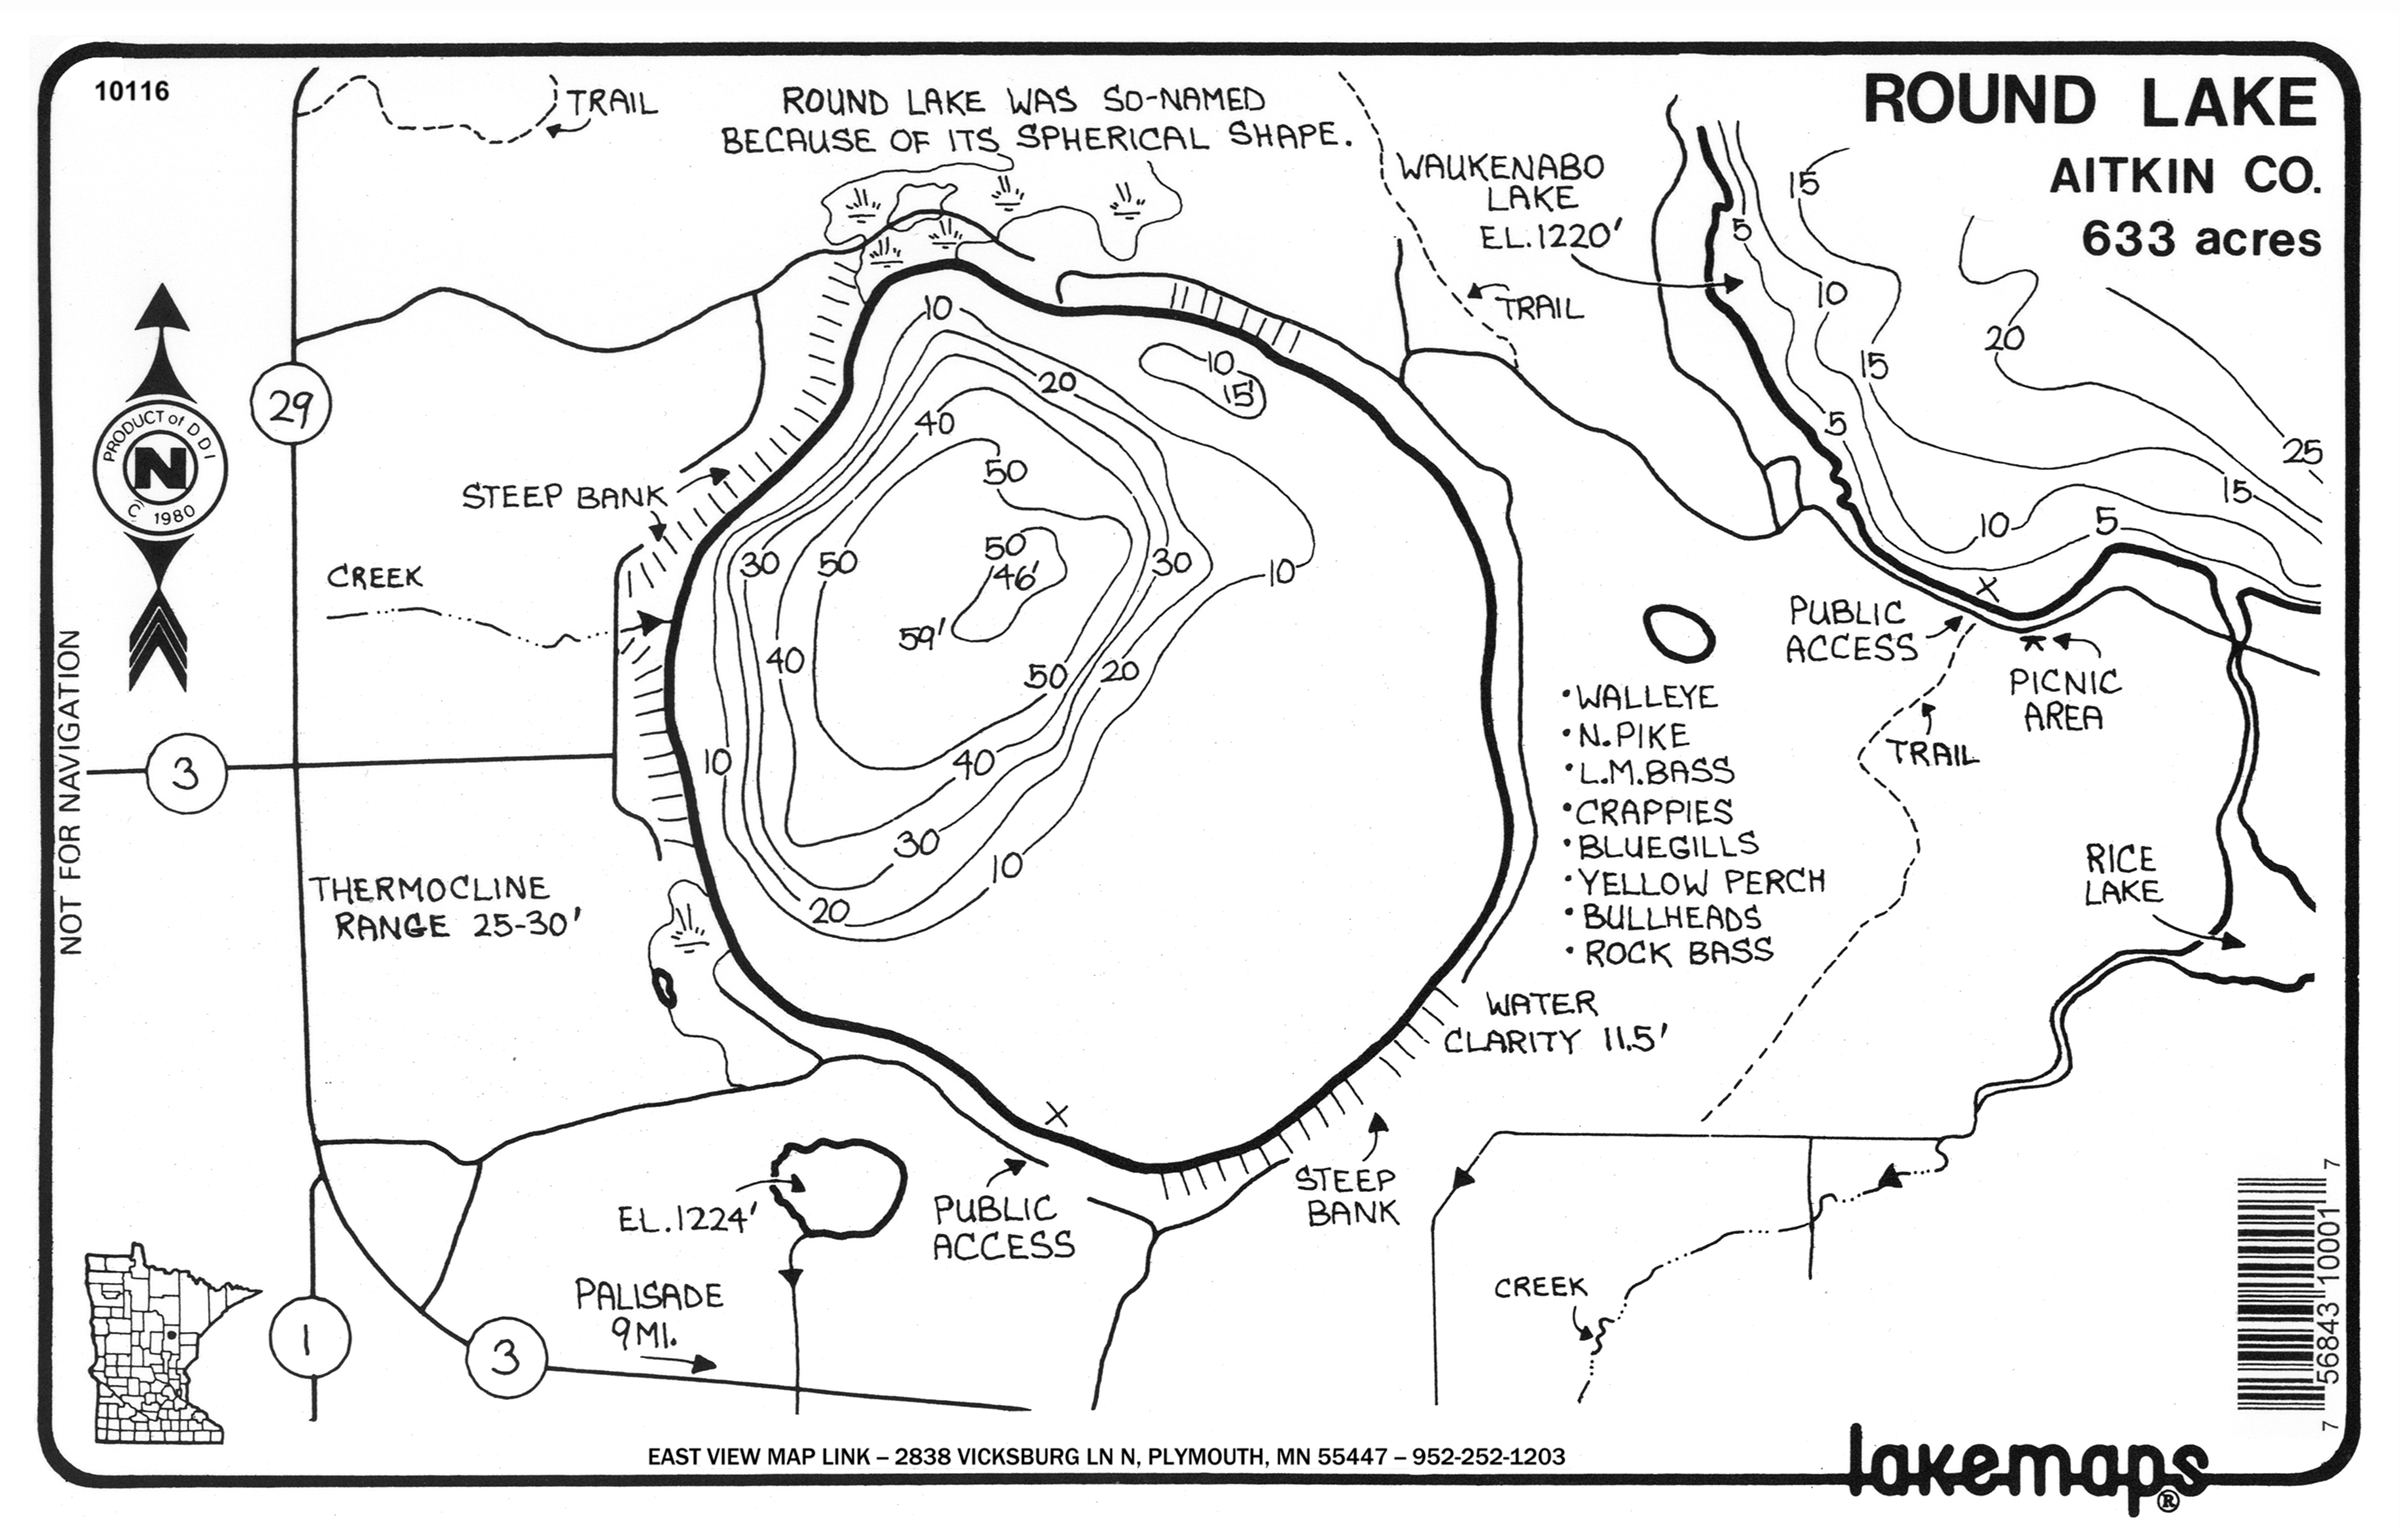 10116
ROUND LAKE
AITKIN CO.
633 acres
TRAIL
ROUND LAKE WAS SO-NAMED
BECAUSE OF ITS SPHERICAL SHAPE.
WAUKENABO
LAKE
EL.1220'
TRAIL
15
5
10
20
15
5
25
15
10
5
10
10
15
20
40
50
29
PRODUCT of DDI
N
© 1980
STEEP BANK
CREEK
30
50
50
46'
30
10
59'
40
50
20
NOT FOR NAVIGATION
3
10
40
30
10
20
THERMOCLINE
RANGE 25-30'
PUBLIC
ACCESS
PICNIC
AREA
TRAIL
•WALLEYE
•N.PIKE
•L.M.BASS
•CRAPPIES
•BLUEGILLS
•YELLOW PERCH
•BULLHEADS
•ROCK BASS
RICE
LAKE
WATER
CLARITY 11.5'
X
X
STEEP
BANK
EL.1224'
PUBLIC
ACCESS
PALISADE
9MI.
1
3
CREEK
7 56843 10001 7
EAST VIEW MAP LINK – 2838 VICKSBURG LN N, PLYMOUTH, MN 55447 – 952-252-1203
lakemaps®